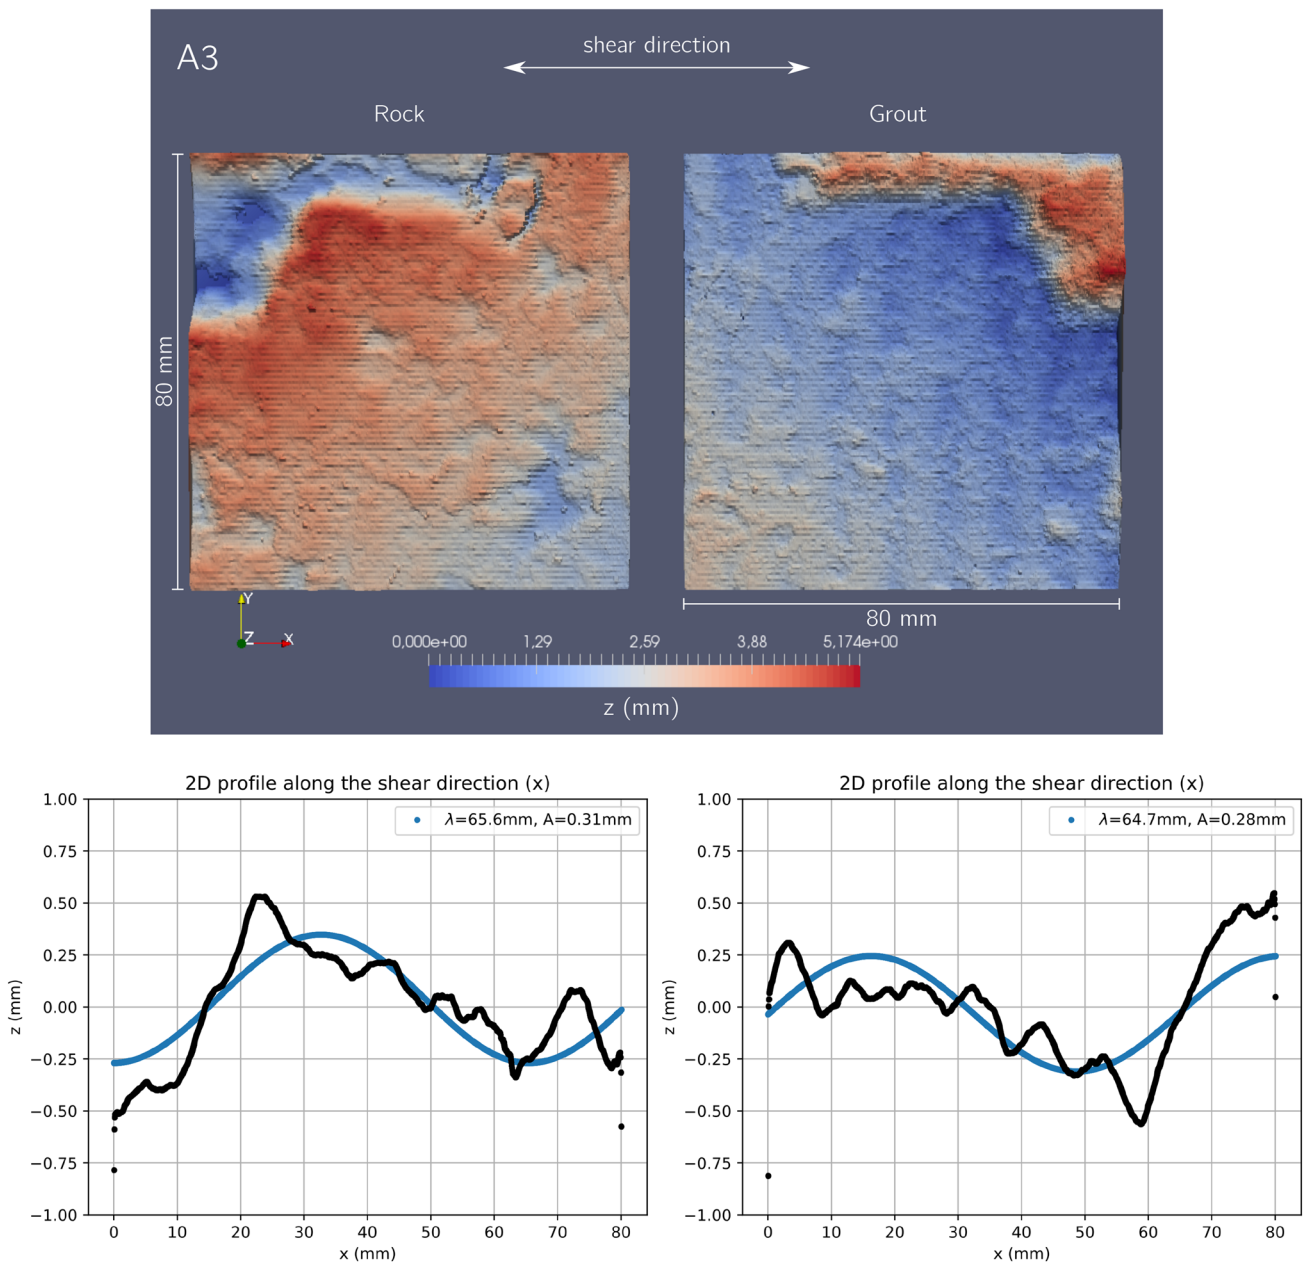 A3
shear direction
Rock
Grout
80 mm
80 mm
Y
Z
X
0,000e+00 1,29 2,59 3.88 5,174e+00
z (mm)
2D profile along the shear direction (x)
λ=65.6mm, A=0.31mm
1.00
0.75
0.50
0.25
0.00
−0.25
−0.50
−0.75
−1.00
z (mm)
0 10 20 30 40 50 60 70 80
x (mm)
2D profile along the shear direction (x)
λ=64.7mm, A=0.28mm
1.00
0.75
0.50
0.25
0.00
−0.25
−0.50
−0.75
−1.00
z (mm)
0 10 20 30 40 50 60 70 80
x (mm)